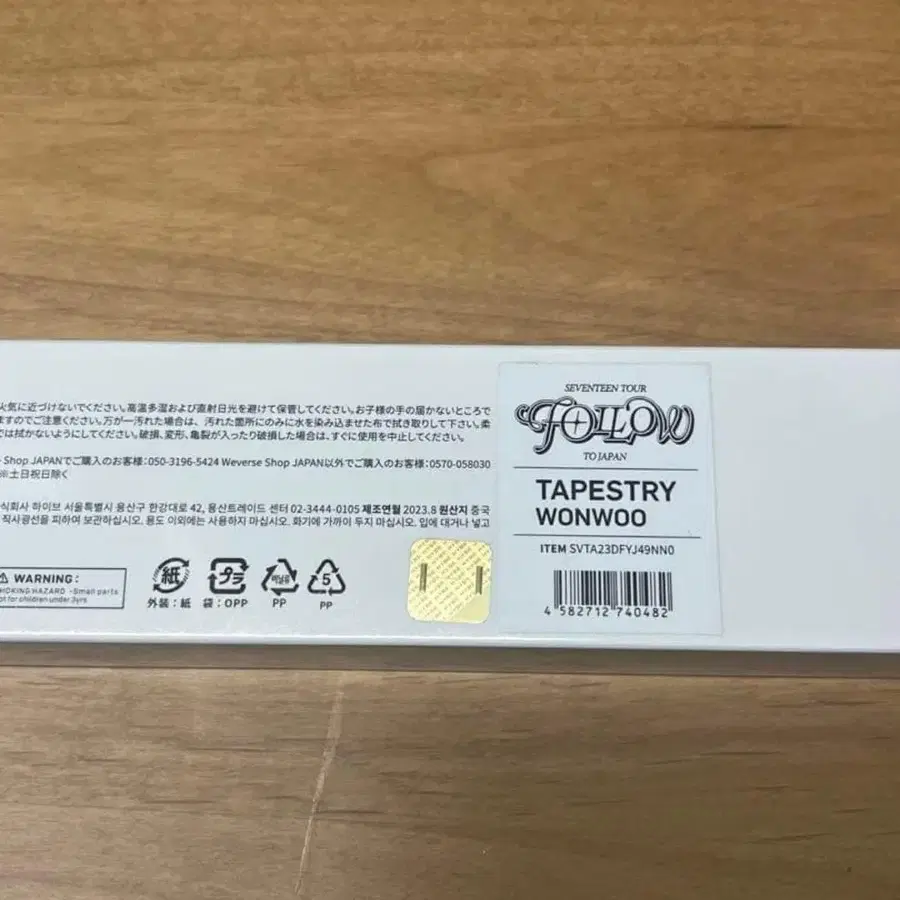 火気に近づけないでください。高温多湿および直射日光を避けて保管してください。お子様の手の届かないところで
ますのでご注意ください。万が一汚れた場合は、汚れた箇所にのみに水を染み込ませた布で拭き取りして下さい。柔
では拭かないようにしてください。破損、変形、亀裂が入ったり破損した場合は、すぐに使用を中止してください。
Shop JAPANでご購入のお客様：050-3196-5424 Weverse Shop JAPAN以外でご購入のお客様：0570-058030
※土日祝日除く
식회사 하이브 서울특별시 용산구 한강대로 42, 용산트레이드 센터 02-3444-0105 제조연월 2023.8 원산지 중국
직사광선을 피하여 보관하십시오. 용도 이외에는 사용하지 마십시오. 화기에 가까이 두지 마십시오. 입에 대거나 넣고
⚠ WARNING:
MOKING HAZARD -Small parts
not for children under 3yrs
紙
外装：紙
プラ
袋：OPP
비닐류
PP
5
PP
SEVENTEEN TOUR
FOLLOW
TO JAPAN
TAPESTRY
WONWOO
ITEM SVTA23DFYJ49NN0
4 582712 740482